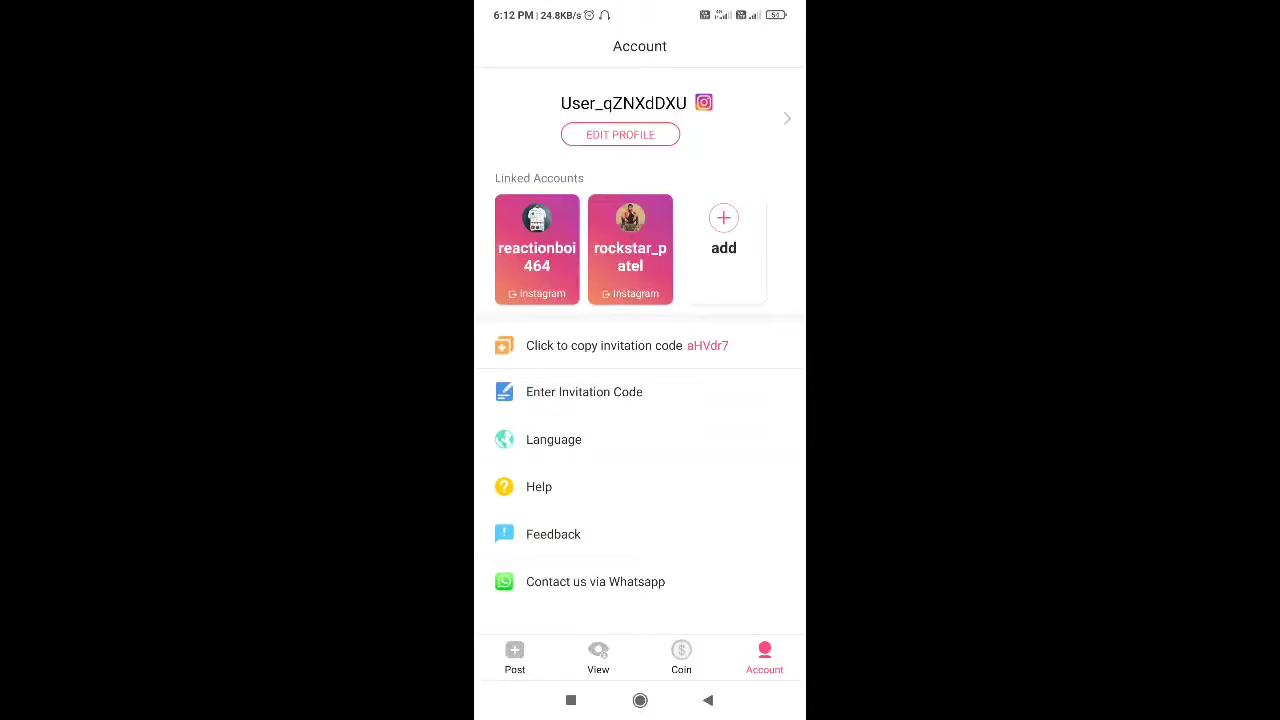 6:12 PM | 24.8KB/s
54
Account
User_qZNXdDXU
EDIT PROFILE
Linked Accounts
reactionboi
464
Instagram
rockstar_p
atel
Instagram
add
Click to copy invitation code aHVdr7
Enter Invitation Code
Language
Help
Feedback
Contact us via Whatsapp
Post
View
Coin
Account